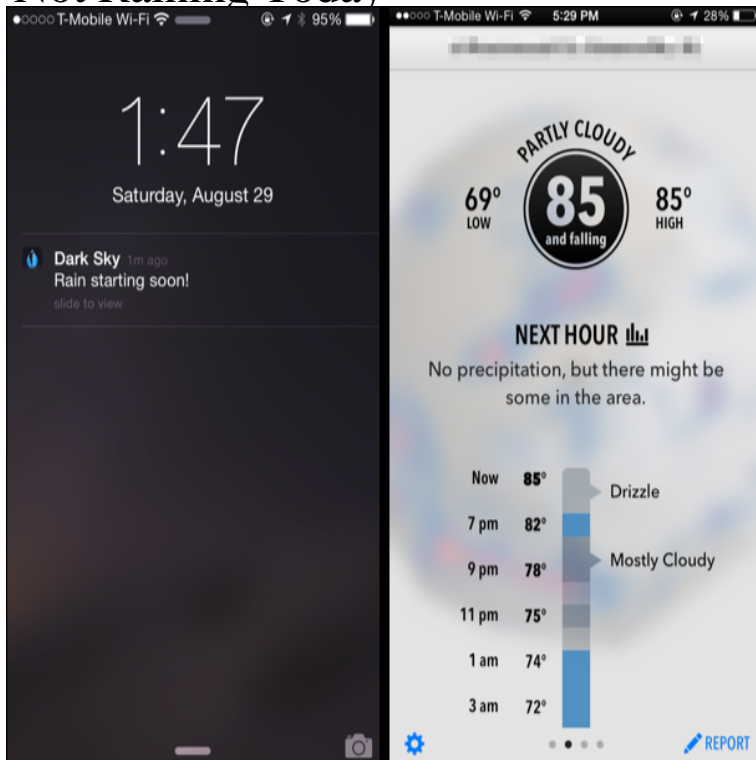 Not Raining Today
T-Mobile Wi-Fi 95%
1:47
Saturday, August 29
Dark Sky 1m ago
Rain starting soon!
slide to view
T-Mobile Wi-Fi 5:29 PM 28%
PARTLY CLOUDY
69° 85 85°
LOW and falling HIGH
NEXT HOUR
No precipitation, but there might be
some in the area.
Now 85° Drizzle
7 pm 82°
9 pm 78° Mostly Cloudy
11 pm 75°
1 am 74°
3 am 72°
REPORT